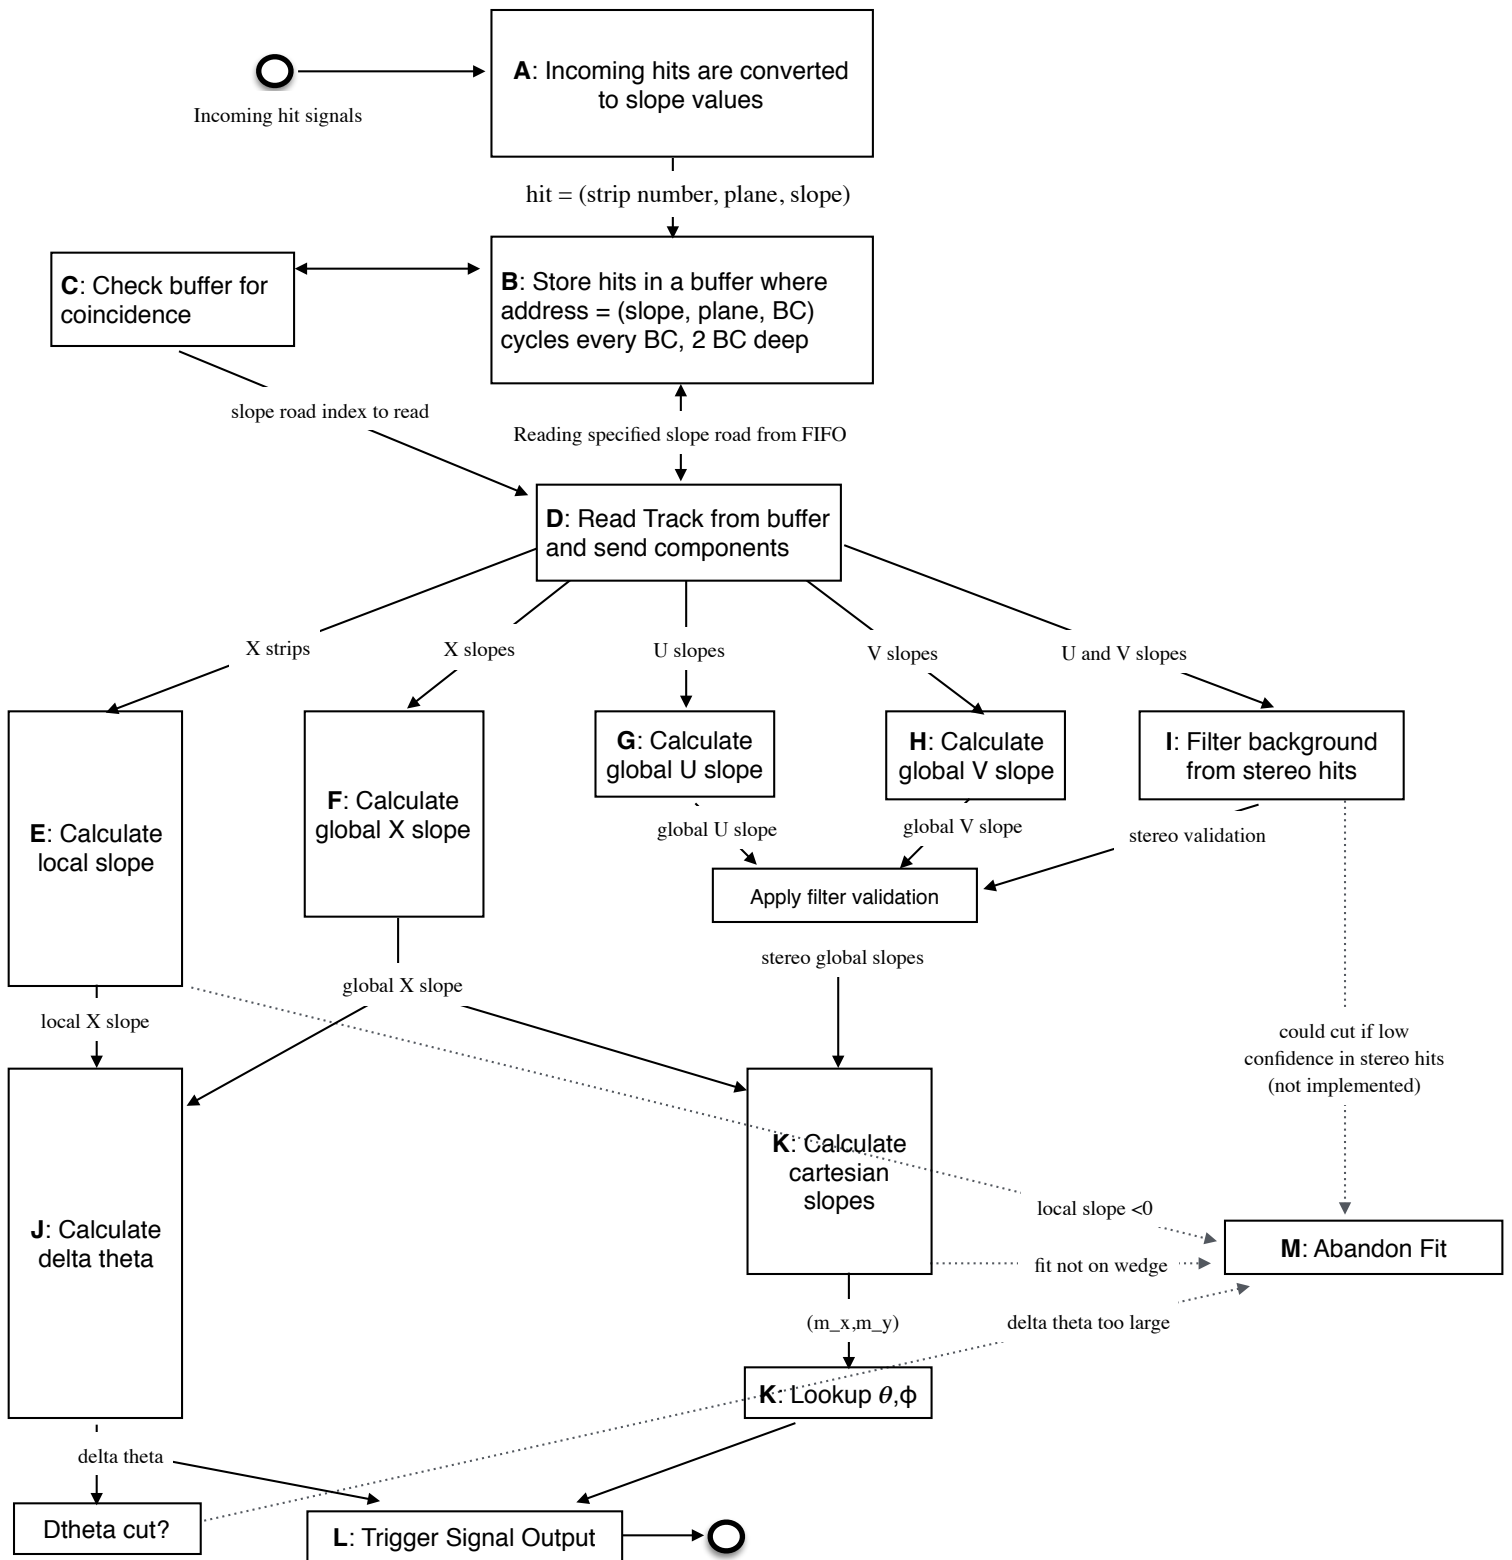 A: Incoming hits are converted
to slope values
Incoming hit signals
hit = (strip number, plane, slope)
C: Check buffer for
coincidence
B: Store hits in a buffer where
address = (slope, plane, BC)
cycles every BC, 2 BC deep
slope road index to read
Reading specified slope road from FIFO
D: Read Track from buffer
and send components
X strips
X slopes
U slopes
V slopes
U and V slopes
E: Calculate
local slope
F: Calculate
global X slope
G: Calculate
global U slope
H: Calculate
global V slope
I: Filter background
from stereo hits
global U slope
global V slope
stereo validation
Apply filter validation
stereo global slopes
global X slope
local X slope
could cut if low
confidence in stereo hits
(not implemented)
J: Calculate
delta theta
K: Calculate
cartesian
slopes
local slope <0
fit not on wedge
M: Abandon Fit
(m_x,m_y)
delta theta too large
K: Lookup θ,ϕ
delta theta
Dtheta cut?
L: Trigger Signal Output